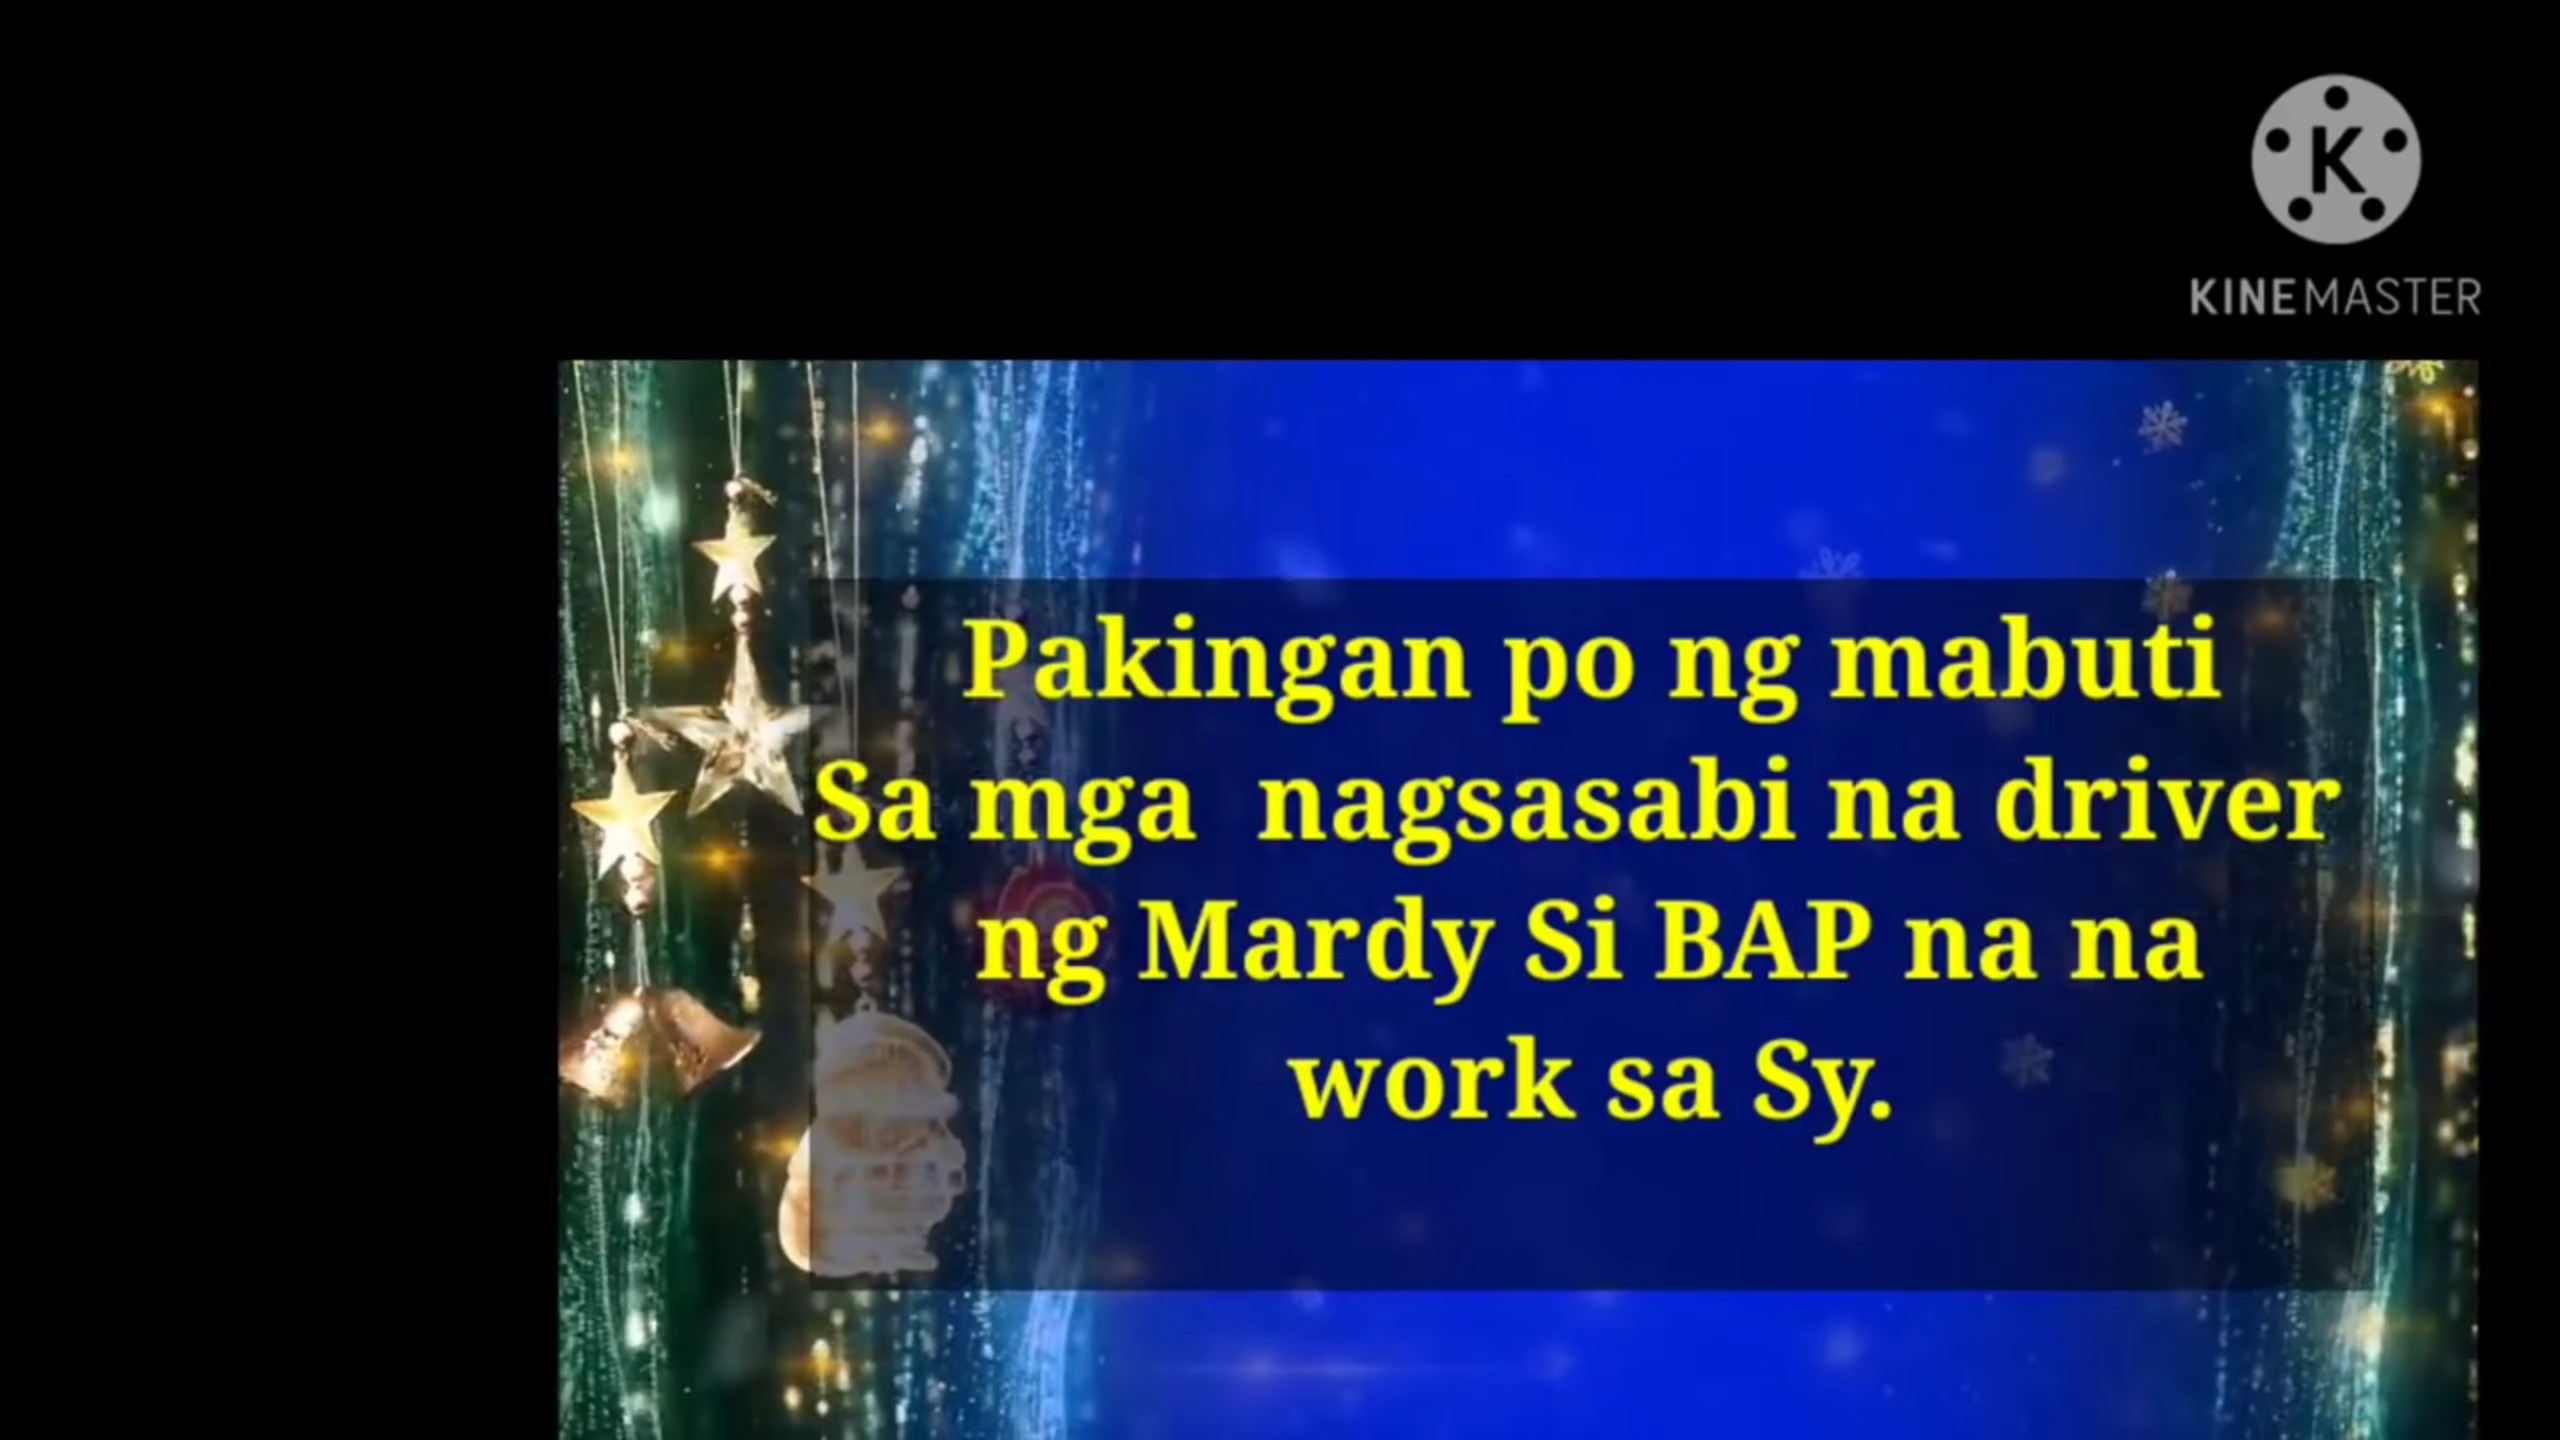 K
KINEMASTER
Pakingan po ng mabuti
Sa mga nagsasabi na driver
ng Mardy Si BAP na na
work sa Sy.